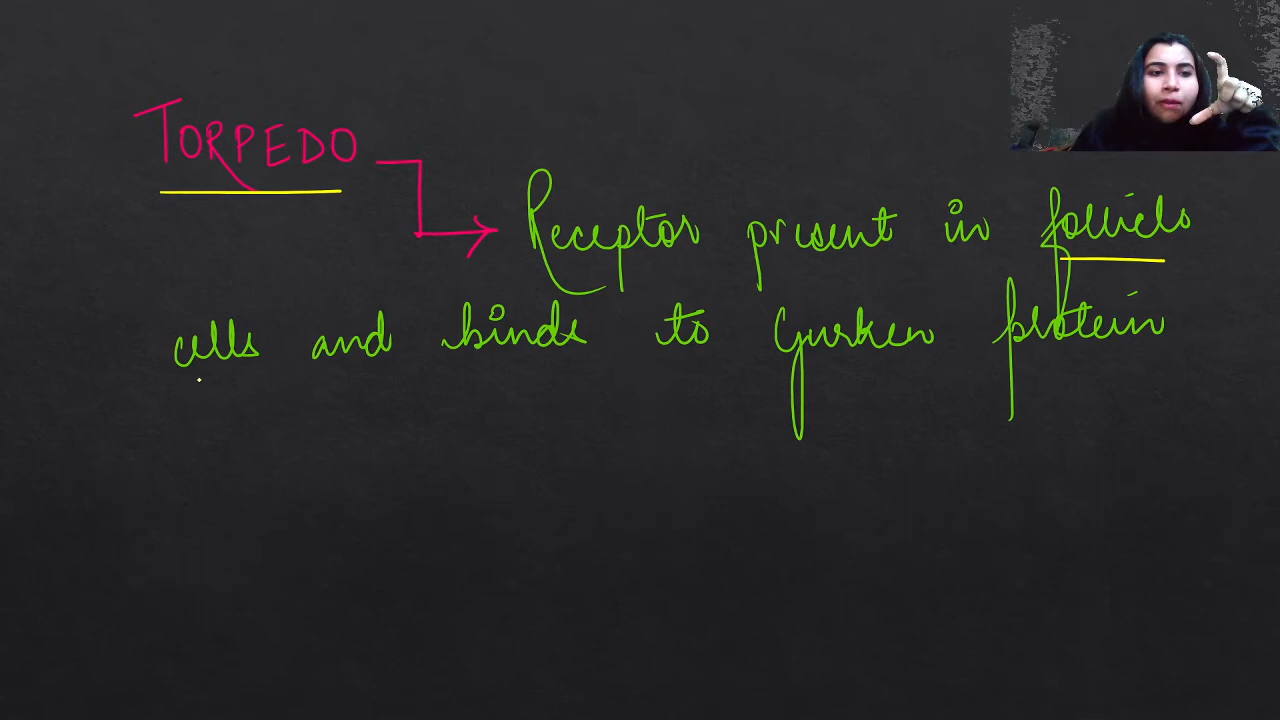 TORPEDO
Receptor present in follicle
cells and binds to Gurken protein